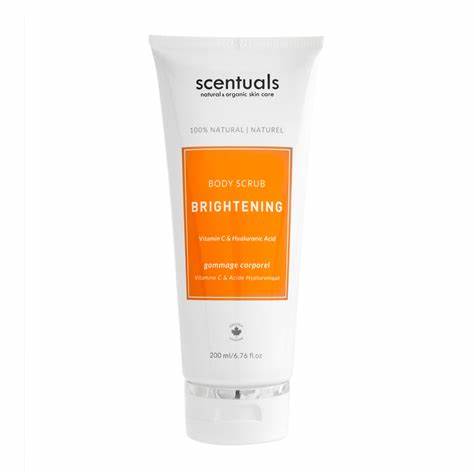 scentuals
natural & organic skin care
100% NATURAL | NATUREL
BODY SCRUB
BRIGHTENING
Vitamin C & Hyaluronic Acid
gommage corporel
Vitamine C & Acide Hyaluronique
200 ml/6.76 fl.oz